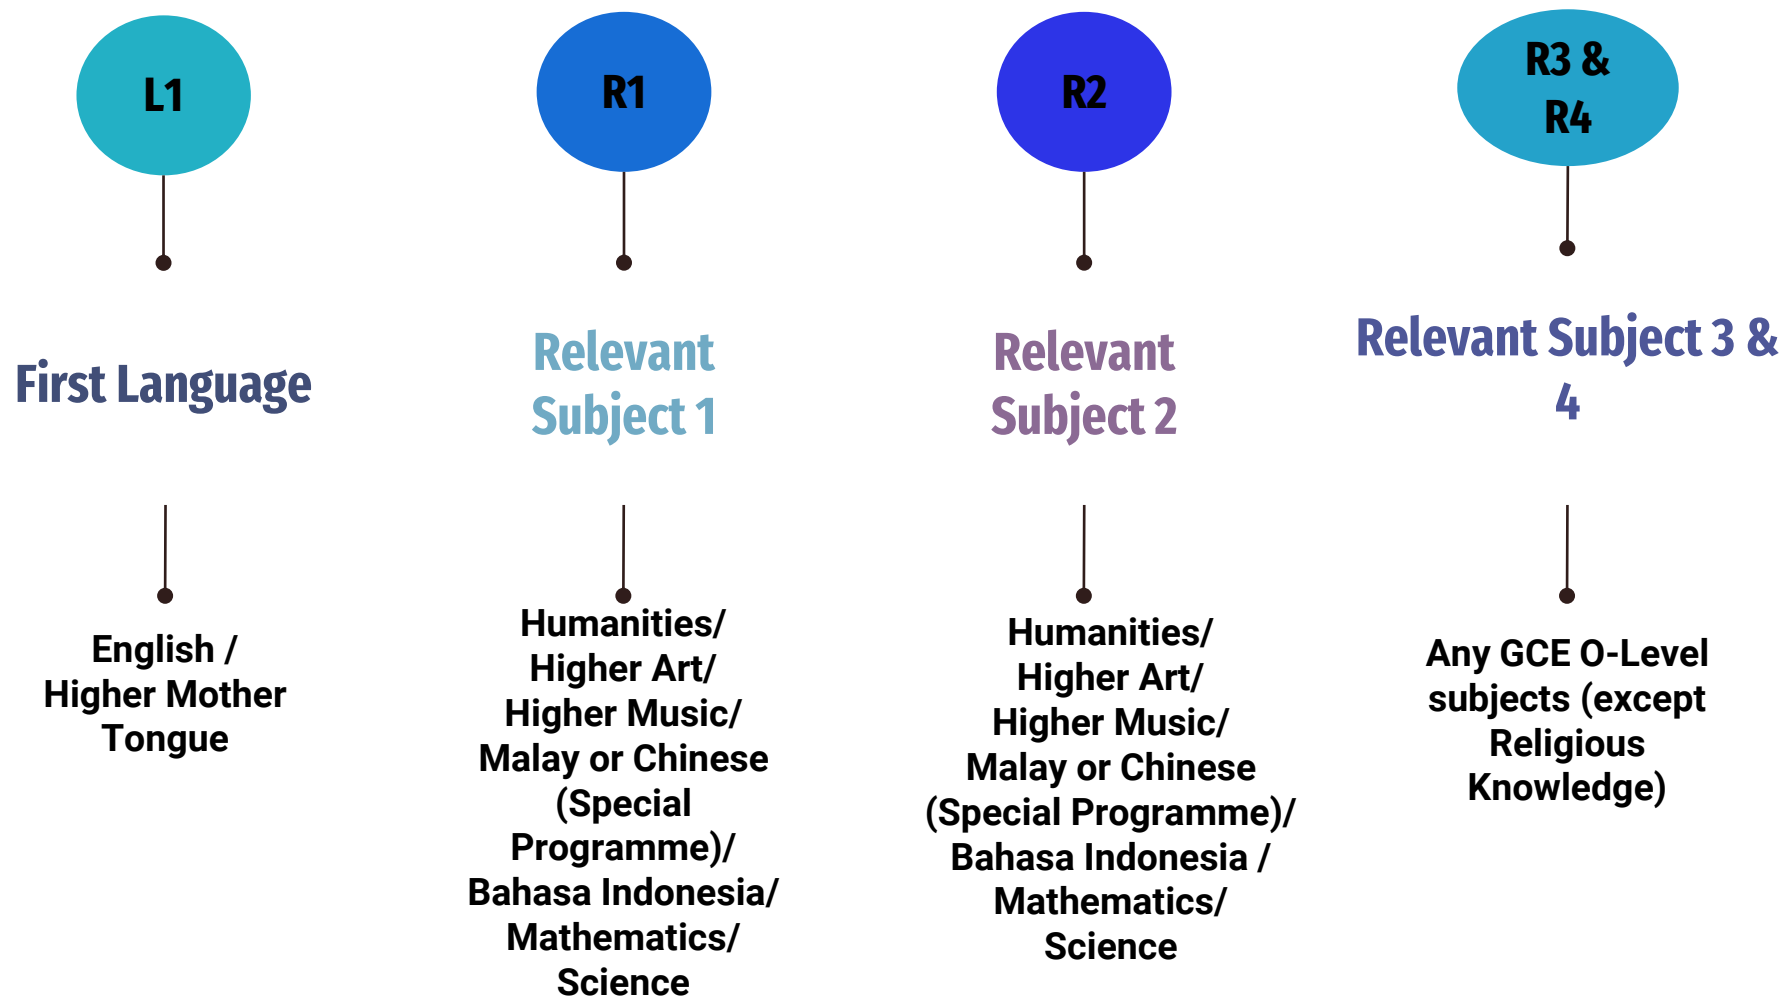 L1
First Language
English /
Higher Mother
Tongue
R1
Relevant
Subject 1
Humanities/
Higher Art/
Higher Music/
Malay or Chinese
(Special
Programme)/
Bahasa Indonesia/
Mathematics/
Science
R2
Relevant
Subject 2
Humanities/
Higher Art/
Higher Music/
Malay or Chinese
(Special Programme)/
Bahasa Indonesia /
Mathematics/
Science
R3 &
R4
Relevant Subject 3 &
4
Any GCE O-Level
subjects (except
Religious
Knowledge)